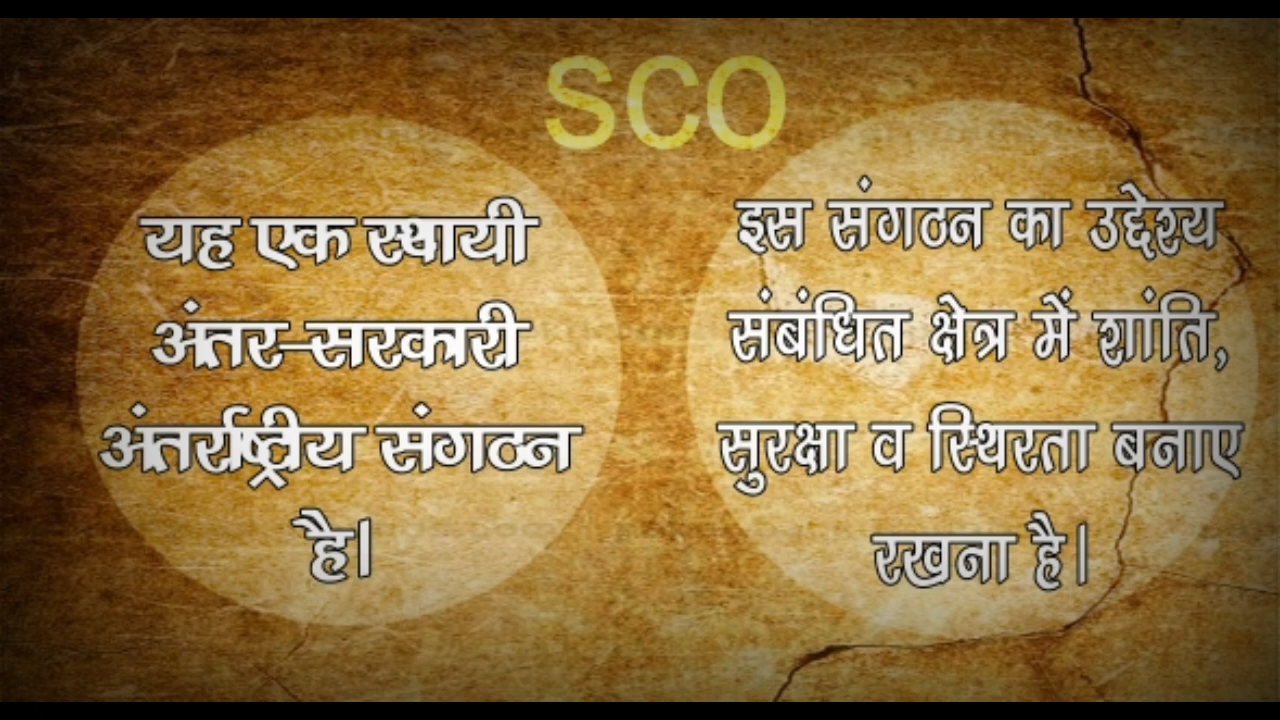 SCO
यह एक स्थायी
अंतर-सरकारी
अंतर्राष्ट्रीय संगठन
है।
इस संगठन का उद्देश्य
संबंधित क्षेत्र में शांति,
सुरक्षा व स्थिरता बनाए
रखना है।